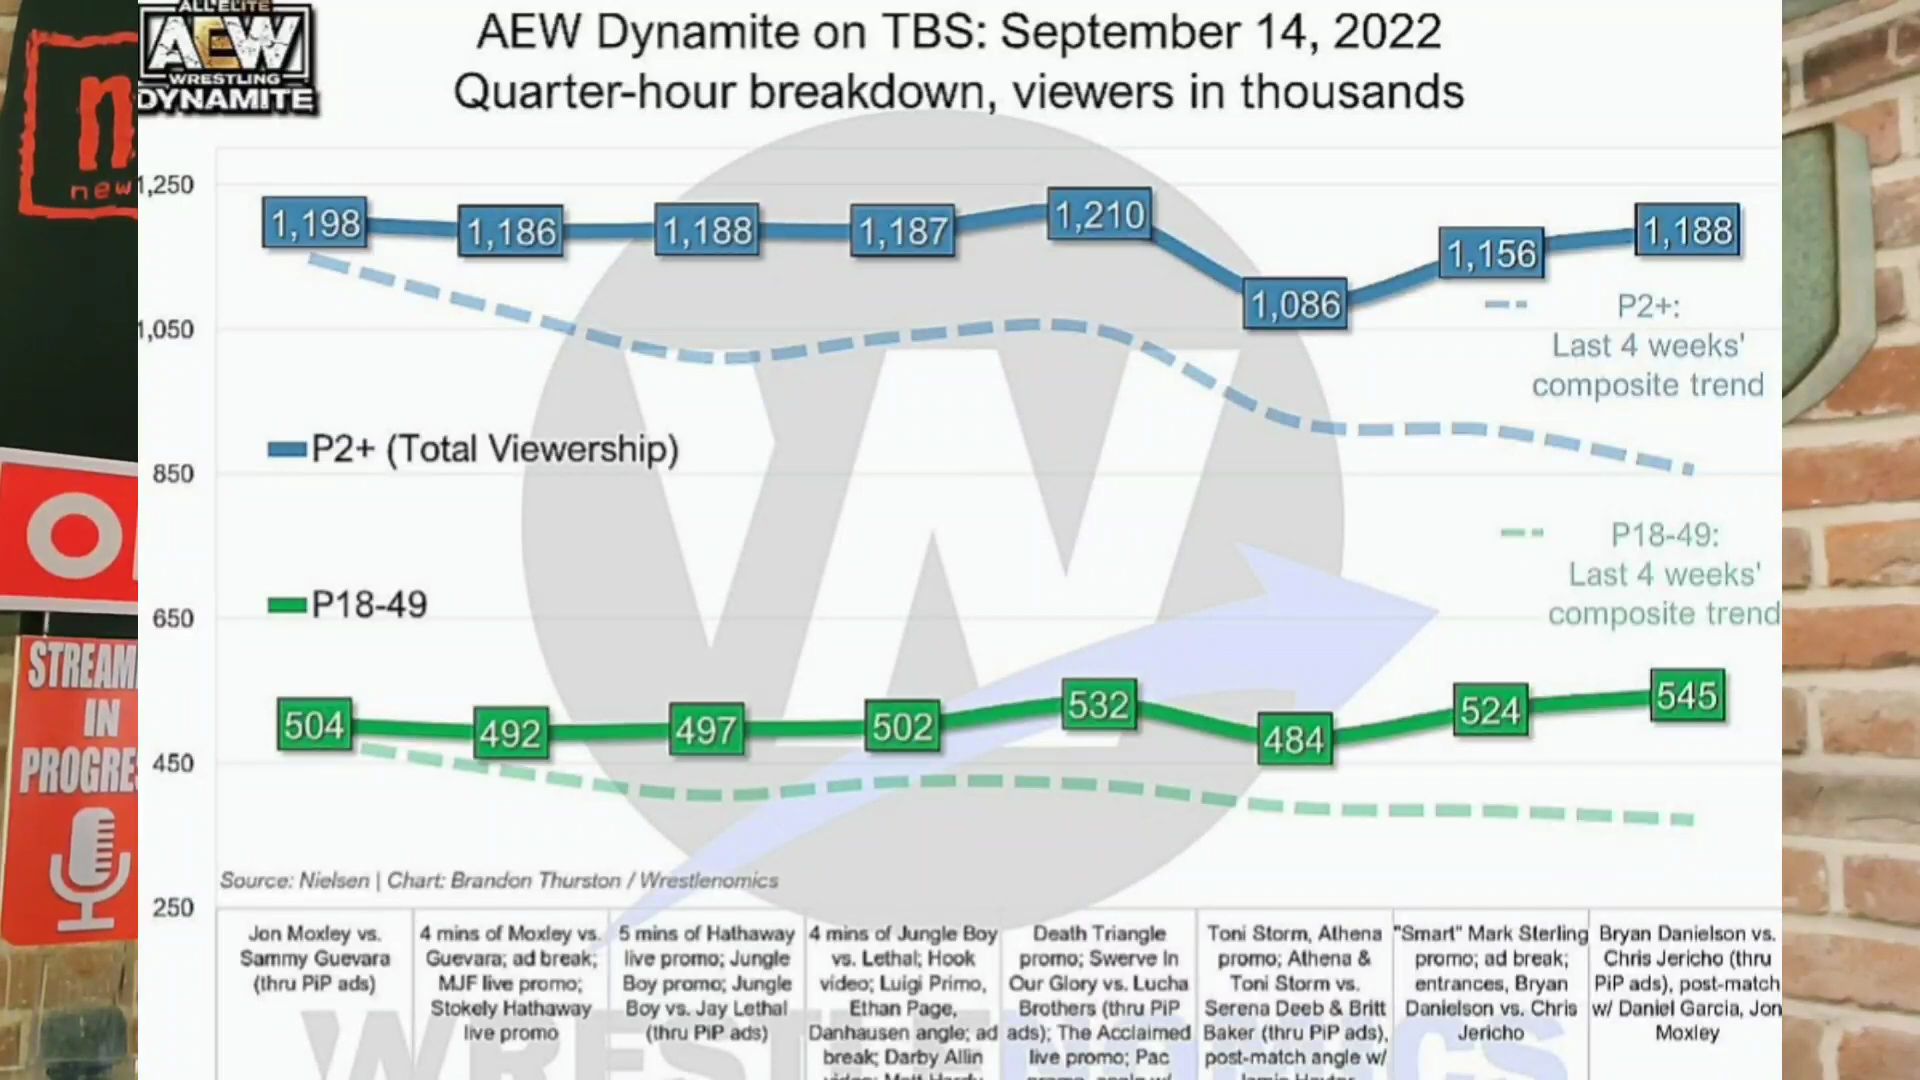 ALL ELITE
AEW
WRESTLING
DYNAMITE
AEW Dynamite on TBS: September 14, 2022
Quarter-hour breakdown, viewers in thousands
n
new
STREAM
IN
PROGRE
1,250
1,050
850
650
450
250
1,198
1,186
1,188
1,187
1,210
1,086
1,156
1,188
P2+:
Last 4 weeks'
composite trend
P2+ (Total Viewership)
P18-49:
Last 4 weeks'
composite trend
P18-49
504
492
497
502
532
484
524
545
Source: Nielsen | Chart: Brandon Thurston / Wrestlenomics
Jon Moxley vs.
Sammy Guevara
(thru PiP ads)
4 mins of Moxley vs.
Guevara; ad break;
MJF live promo;
Stokely Hathaway
live promo
5 mins of Hathaway
live promo; Jungle
Boy promo; Jungle
Boy vs. Jay Lethal
(thru PiP ads)
4 mins of Jungle Boy
vs. Lethal; Hook
video; Luigi Primo,
Ethan Page,
Danhausen angle; ad
break; Darby Allin
video; Matt Hardy
Death Triangle
promo; Swerve In
Our Glory vs. Lucha
Brothers (thru PiP
ads); The Acclaimed
live promo; Pac
promo, angle w/
Toni Storm, Athena
promo; Athena &
Toni Storm vs.
Serena Deeb & Britt
Baker (thru PiP ads),
post-match angle w/
Jamie Hayter
"Smart" Mark Sterling
promo; ad break;
entrances, Bryan
Danielson vs. Chris
Jericho
Bryan Danielson vs.
Chris Jericho (thru
PiP ads), post-match
w/ Daniel Garcia, Jon
Moxley